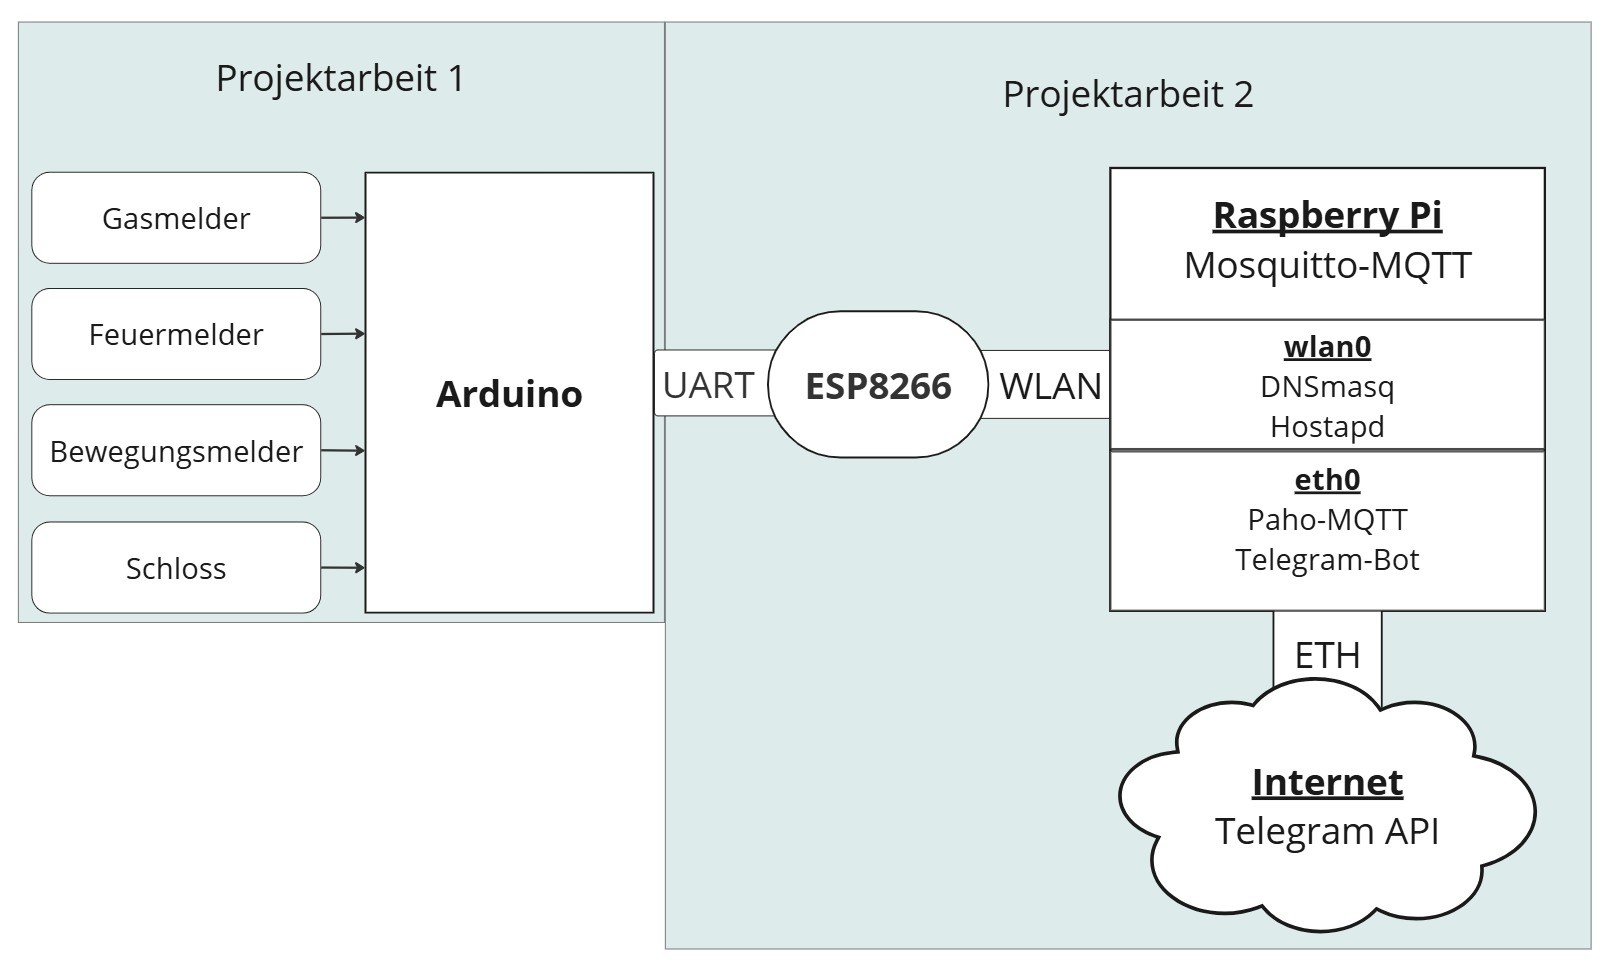 Projektarbeit 1
Gasmelder
Feuermelder
Bewegungsmelder
Schloss
Arduino
Projektarbeit 2
UART
ESP8266
WLAN
Raspberry Pi
Mosquitto-MQTT
wlan0
DNSmasq
Hostapd
eth0
Paho-MQTT
Telegram-Bot
ETH
Internet
Telegram API